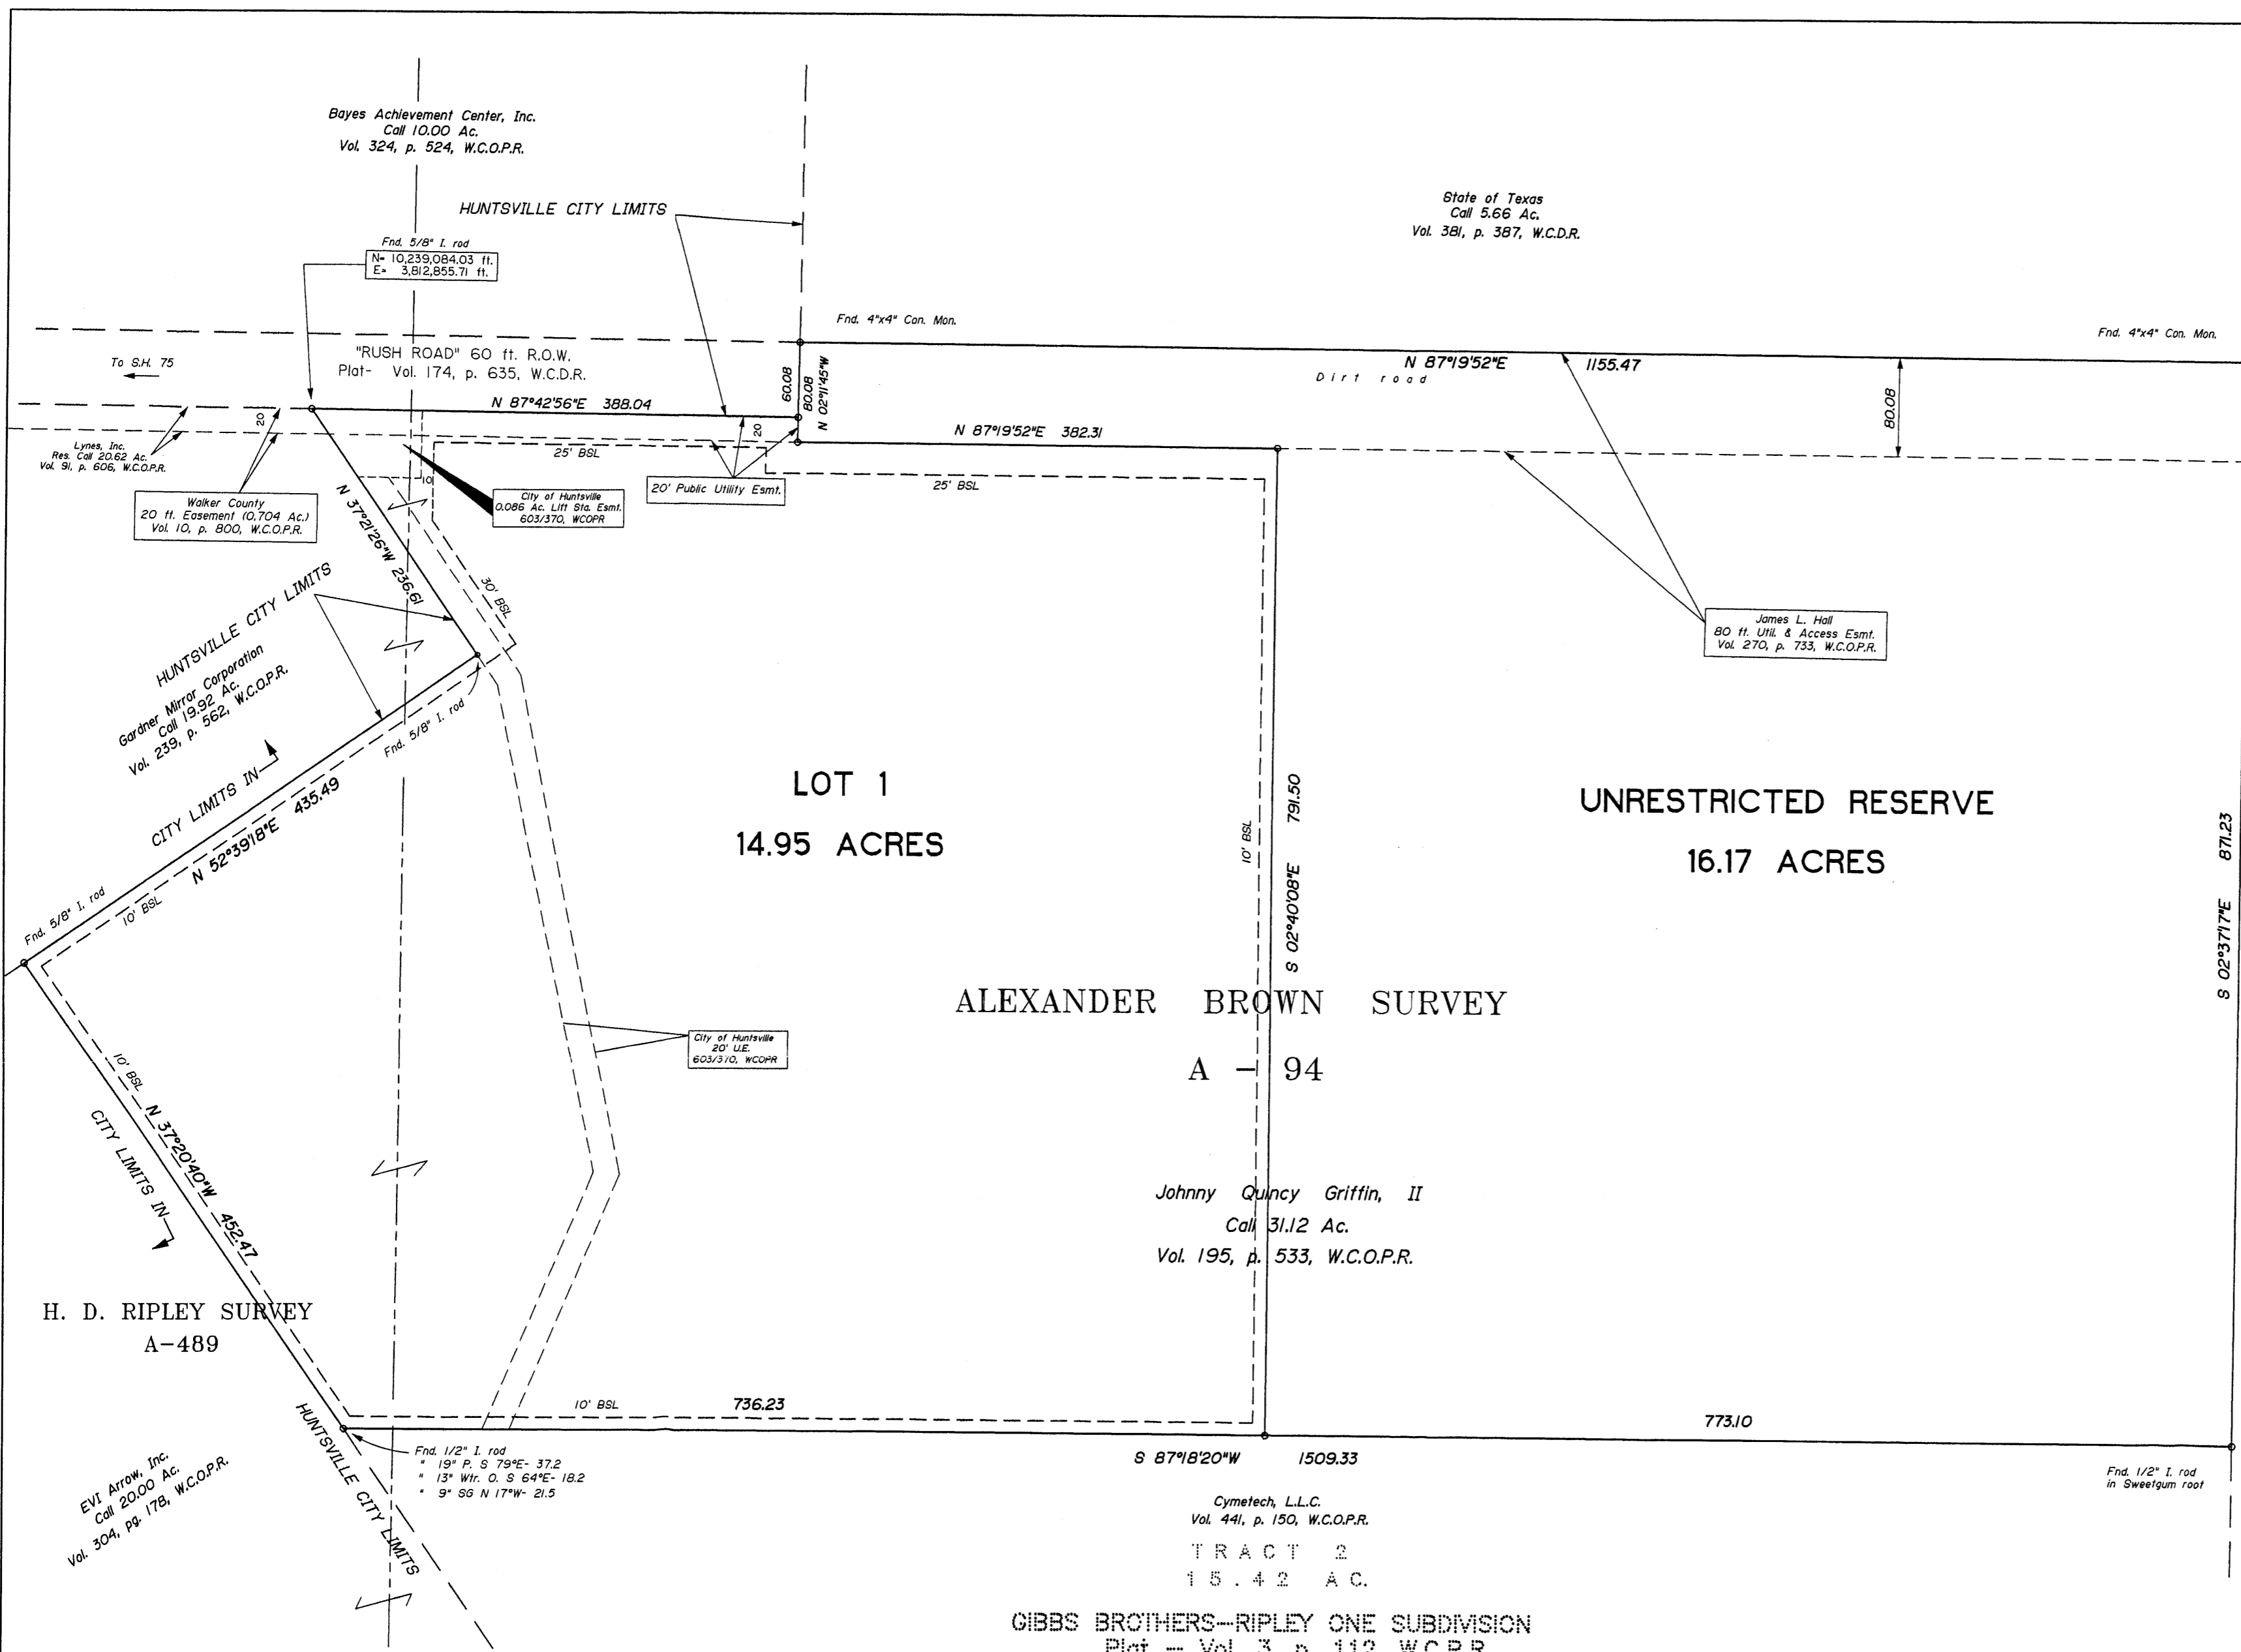 Bayes Achievement Center, Inc.
Call 10.00 Ac.
Vol. 324, p. 524, W.C.O.P.R.
HUNTSVILLE CITY LIMITS
State of Texas
Call 5.66 Ac.
Vol. 381, p. 387, W.C.D.R.
Fnd. 5/8" I. rod
N= 10,239,084.03 ft.
E= 3,812,855.71 ft.
Fnd. 4"x4" Con. Mon.
Fnd. 4"x4" Con. Mon.
To S.H. 75
"RUSH ROAD" 60 ft. R.O.W.
Plat- Vol. 174, p. 635, W.C.D.R.
60.08
80.08
N 02°11'45"W
N 87°19'52"E 1155.47
Dirt road
80.08
N 87°42'56"E 388.04
20
20
N 87°19'52"E 382.31
Lynes, Inc.
Res. Call 20.62 Ac.
Vol. 91, p. 606, W.C.O.P.R.
25' BSL
25' BSL
10
Walker County
20 ft. Easement (0.704 Ac.)
Vol. 10, p. 800, W.C.O.P.R.
City of Huntsville
0.086 Ac. Lift Sta. Esmt.
603/370, WCOPR
20' Public Utility Esmt.
N 37°21'26"W 236.61
30' BSL
HUNTSVILLE CITY LIMITS
Gardner Mirror Corporation
Call 19.92 Ac.
Vol. 239, p. 562, W.C.O.P.R.
James L. Hall
80 ft. Util. & Access Esmt.
Vol. 270, p. 733, W.C.O.P.R.
Fnd. 5/8" I. rod
CITY LIMITS IN
N 52°39'18"E 435.49
10' BSL
Fnd. 5/8" I. rod
LOT 1
14.95 ACRES
10' BSL
S 02°40'08"E 791.50
UNRESTRICTED RESERVE
16.17 ACRES
S 02°37'17"E 871.23
ALEXANDER BROWN SURVEY
A - 94
City of Huntsville
20' U.E.
603/370, WCOPR
10' BSL
N 37°20'40"W 452.47
CITY LIMITS IN
Johnny Quincy Griffin, II
Call 31.12 Ac.
Vol. 195, p. 533, W.C.O.P.R.
H. D. RIPLEY SURVEY
A-489
10' BSL
736.23
773.10
HUNTSVILLE CITY LIMITS
Fnd. 1/2" I. rod
" 19" P. S 79°E- 37.2
" 13" Wtr. O. S 64°E- 18.2
" 9" SG N 17°W- 21.5
S 87°18'20"W 1509.33
Fnd. 1/2" I. rod
in Sweetgum root
EVI Arrow, Inc.
Call 20.00 Ac.
Vol. 304, pg. 178, W.C.O.P.R.
Cymetech, L.L.C.
Vol. 441, p. 150, W.C.O.P.R.
TRACT 2
15.42 AC.
GIBBS BROTHERS--RIPLEY ONE SUBDIVISION
Plat -- Vol. 3, p. 112, W.C.P.R.